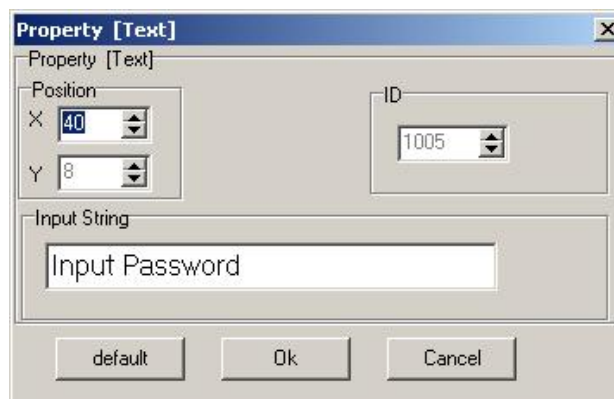 Property [Text]
Property [Text]
Position
X 40
Y 8
ID
1005
Input String
Input Password
default
Ok
Cancel